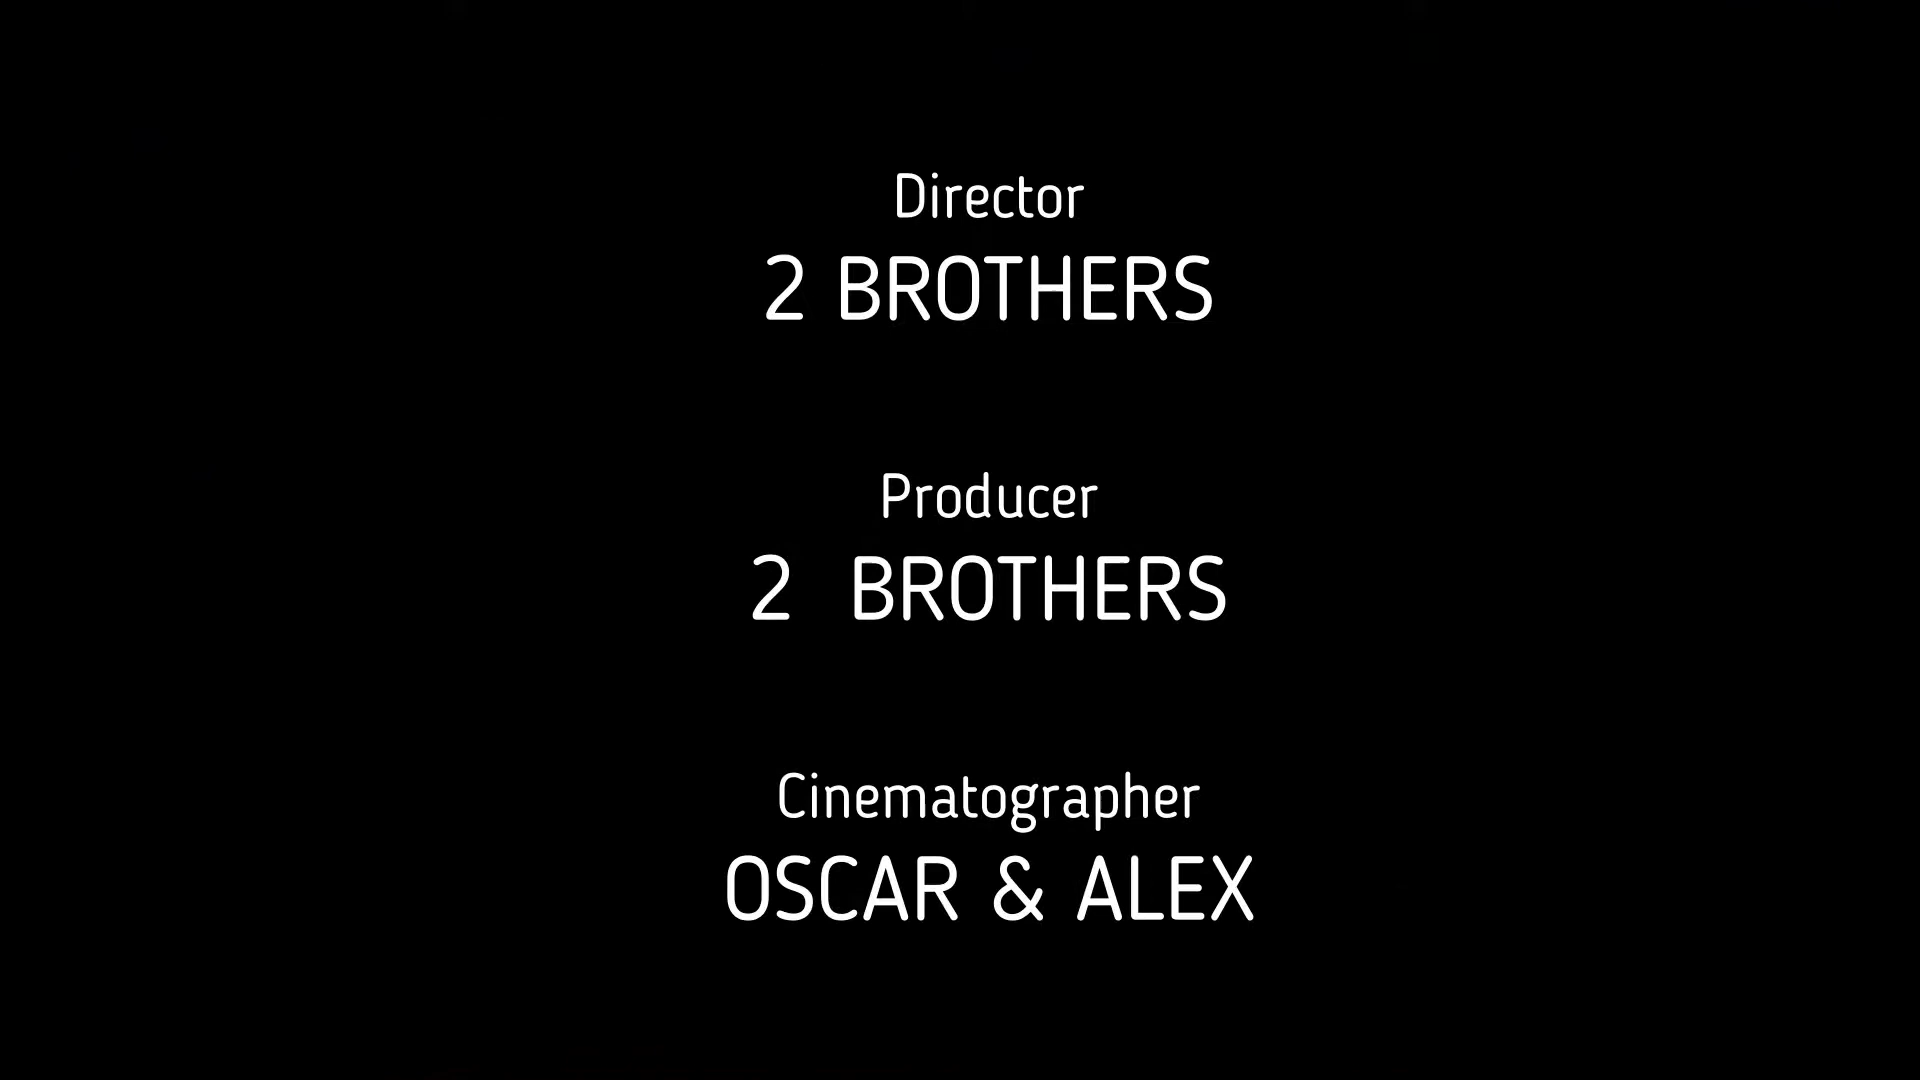 Director
2 BROTHERS
Producer
2  BROTHERS
Cinematographer
OSCAR & ALEX